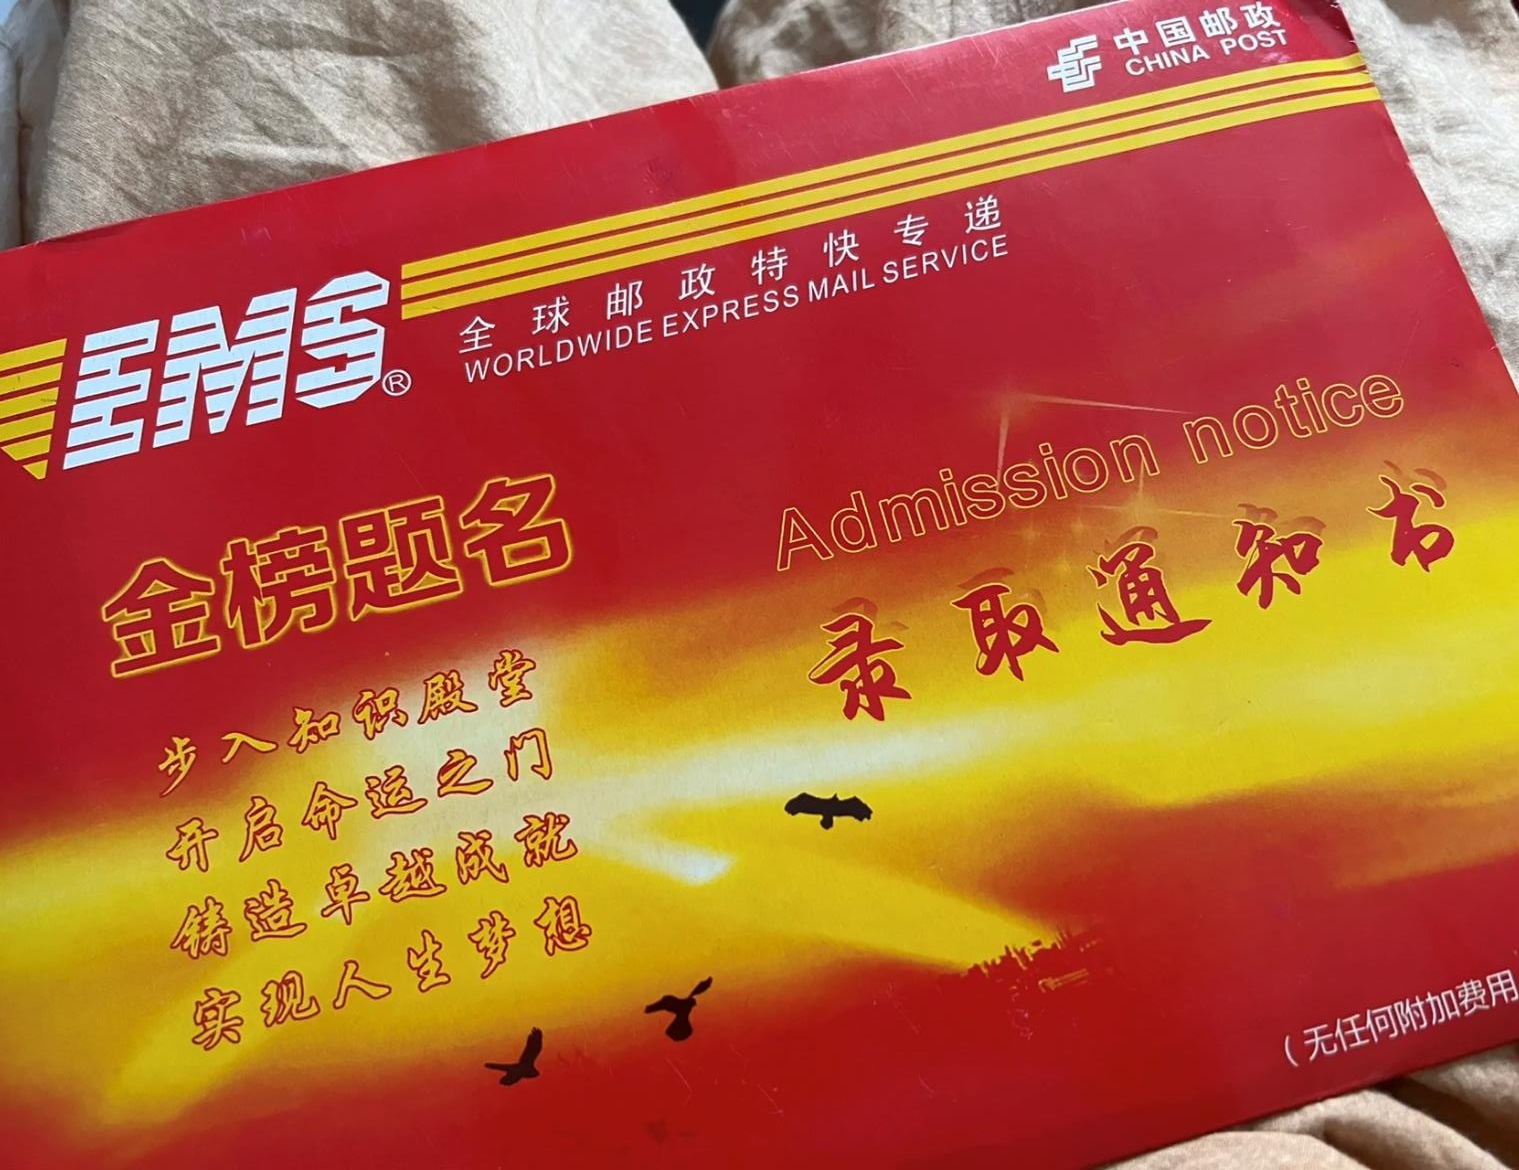 中国邮政
CHINA POST
EMS®
全球邮政特快专递
WORLDWIDE EXPRESS MAIL SERVICE
Admission notice
录取通知书
金榜题名
步入知识殿堂
开启命运之门
铸造卓越成就
实现人生梦想
（无任何附加费用